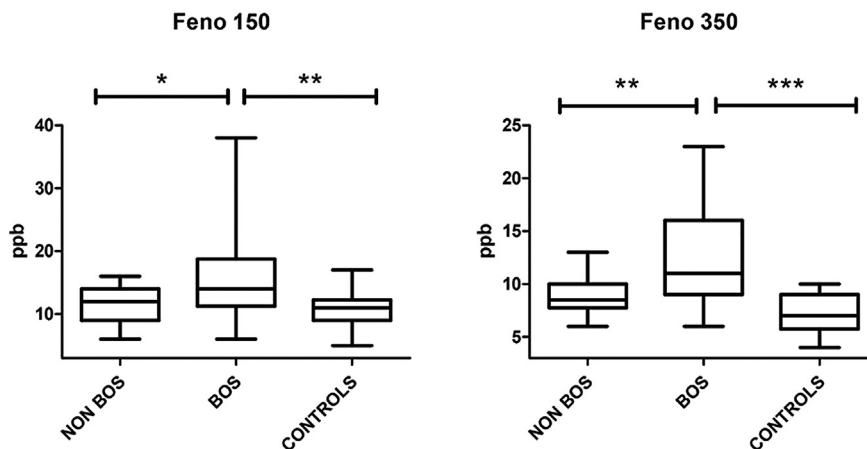 Feno 150
* **
40
30
20
10
ppb
NON BOS
BOS
CONTROLS
Feno 350
** ***
25
20
15
10
5
ppb
NON BOS
BOS
CONTROLS